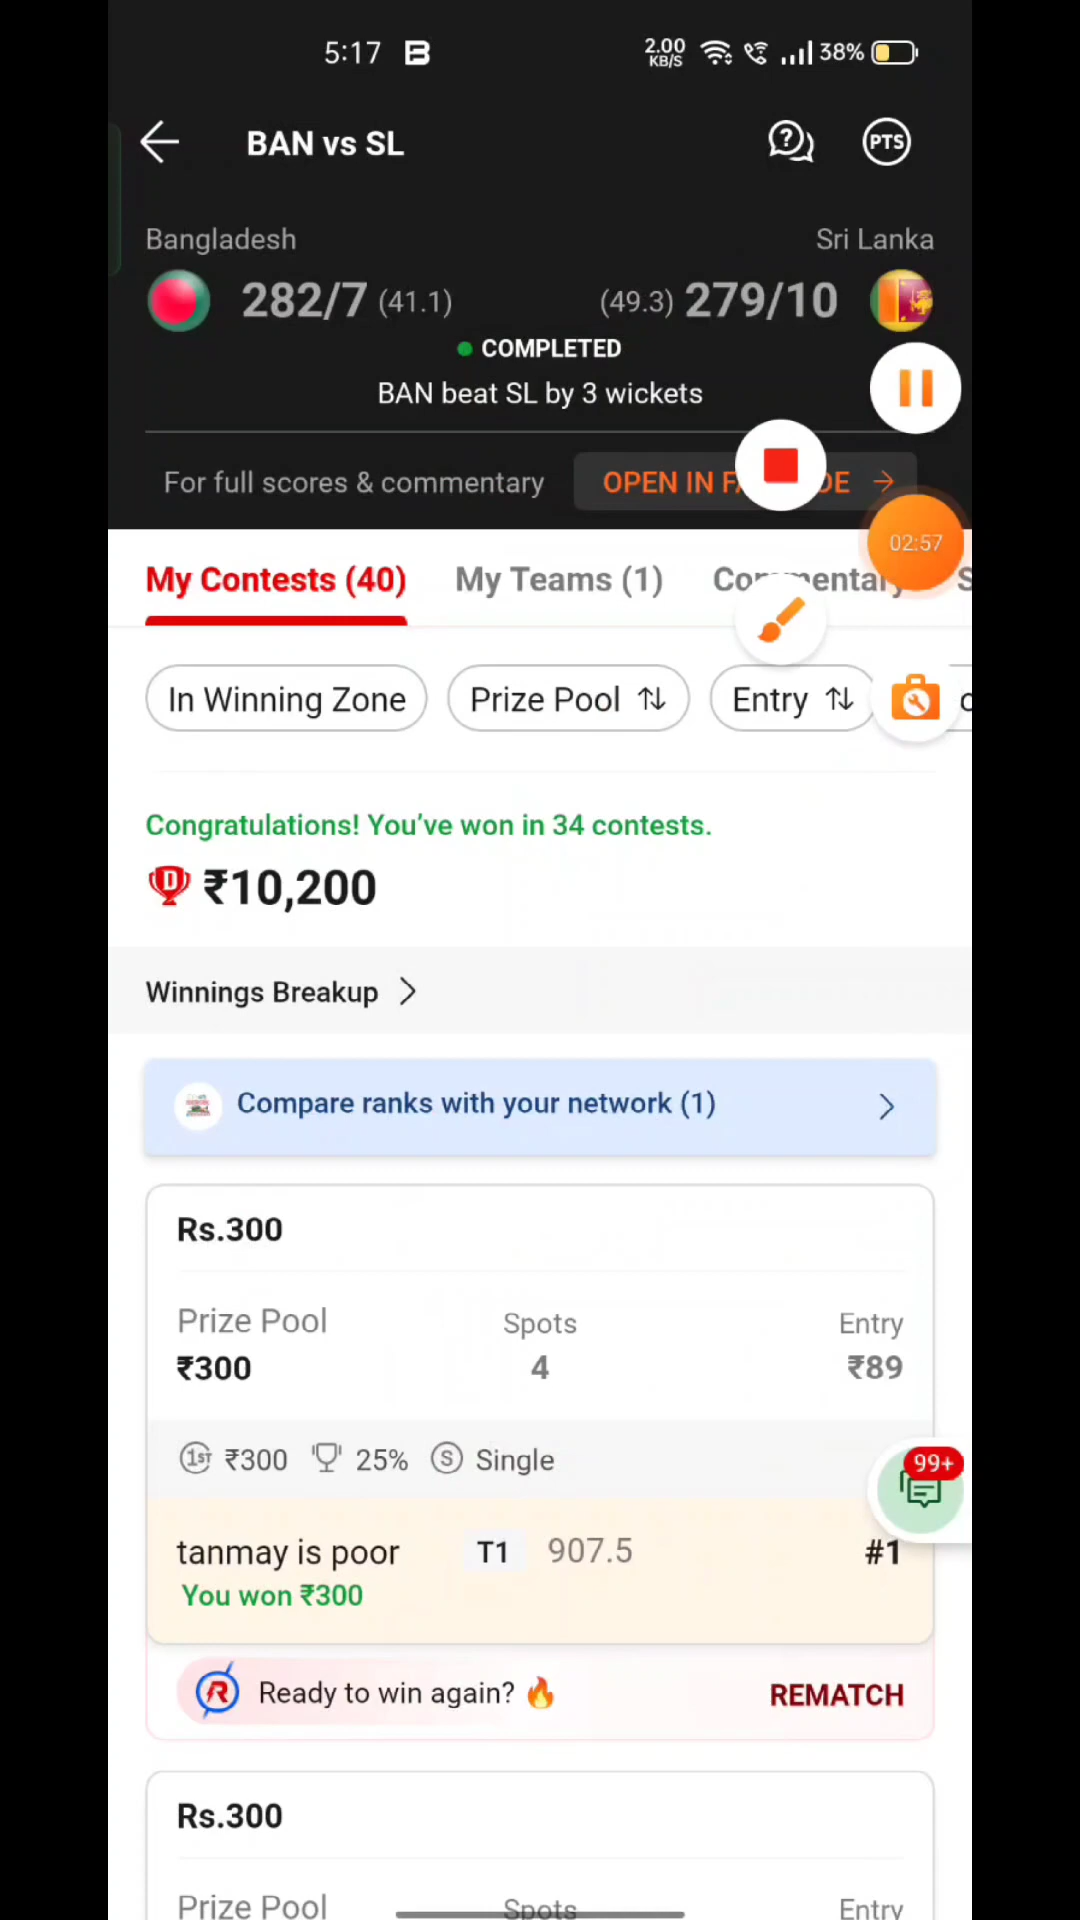 5:17
2.00
KB/S
38%
BAN vs SL
PTS
Bangladesh
Sri Lanka
282/7 (41.1)
(49.3) 279/10
COMPLETED
BAN beat SL by 3 wickets
For full scores & commentary
OPEN IN
02:57
My Contests (40)
My Teams (1)
In Winning Zone
Prize Pool
Entry
Congratulations! You've won in 34 contests.
₹10,200
Winnings Breakup
Compare ranks with your network (1)
Rs.300
Prize Pool
Spots
Entry
₹300
4
₹89
1ST ₹300
25%
S Single
99+
tanmay is poor
T1
907.5
#1
You won ₹300
R Ready to win again?
REMATCH
Rs.300
Prize Pool
Spots
Entry